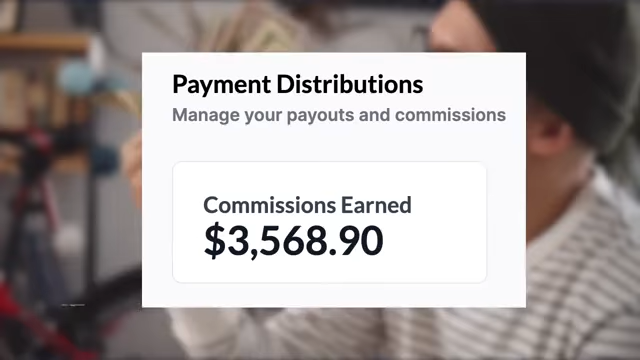 Payment Distributions
Manage your payouts and commissions
Commissions Earned
$3,568.90